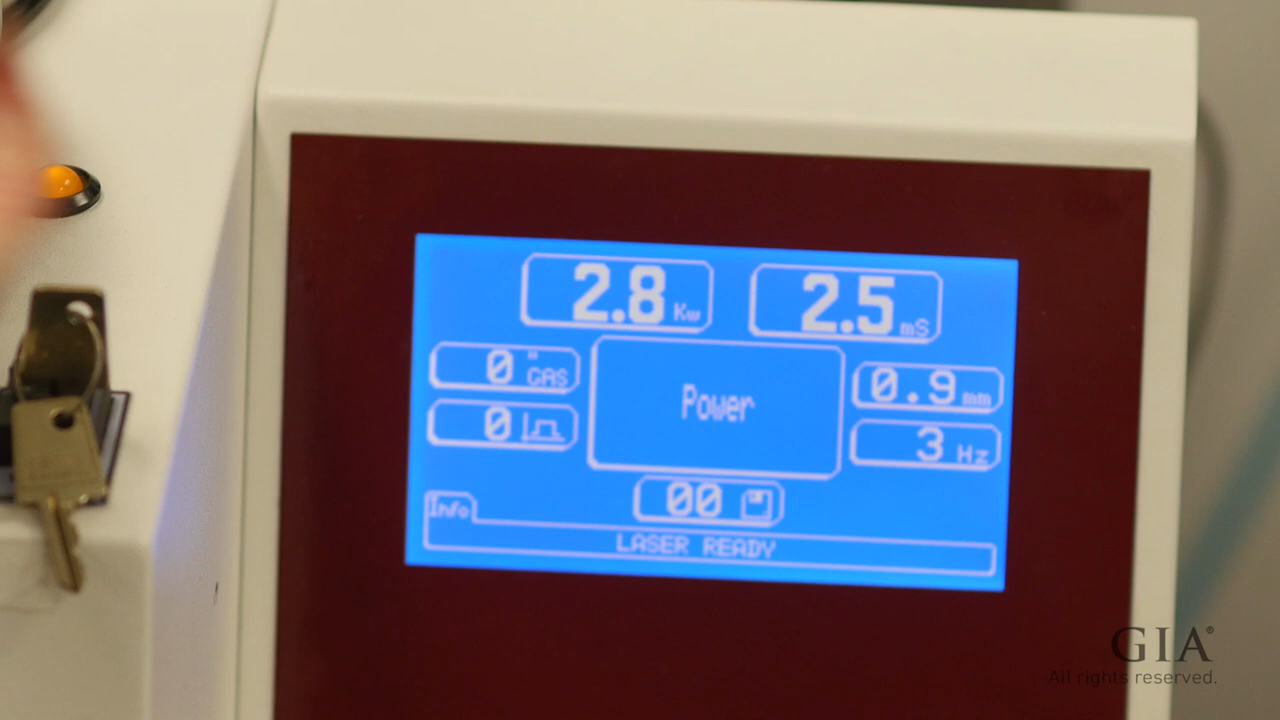 2.8 Kw
2.5 mS
0 " GAS
0
Power
0.9 mm
3 Hz
00
Info
LASER READY
GIA®
All rights reserved.